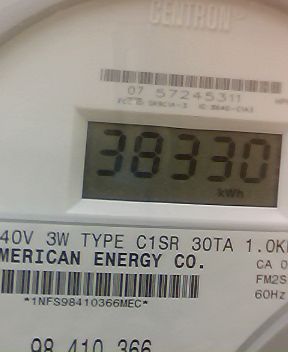 CENTRON
07 57245311
38330
kWh
40V 3W TYPE C1SR 30TA 1.0K
MERICAN ENERGY CO.
CA 0
FM2S
*1NFS98410366MEC*
60Hz
98 410 366